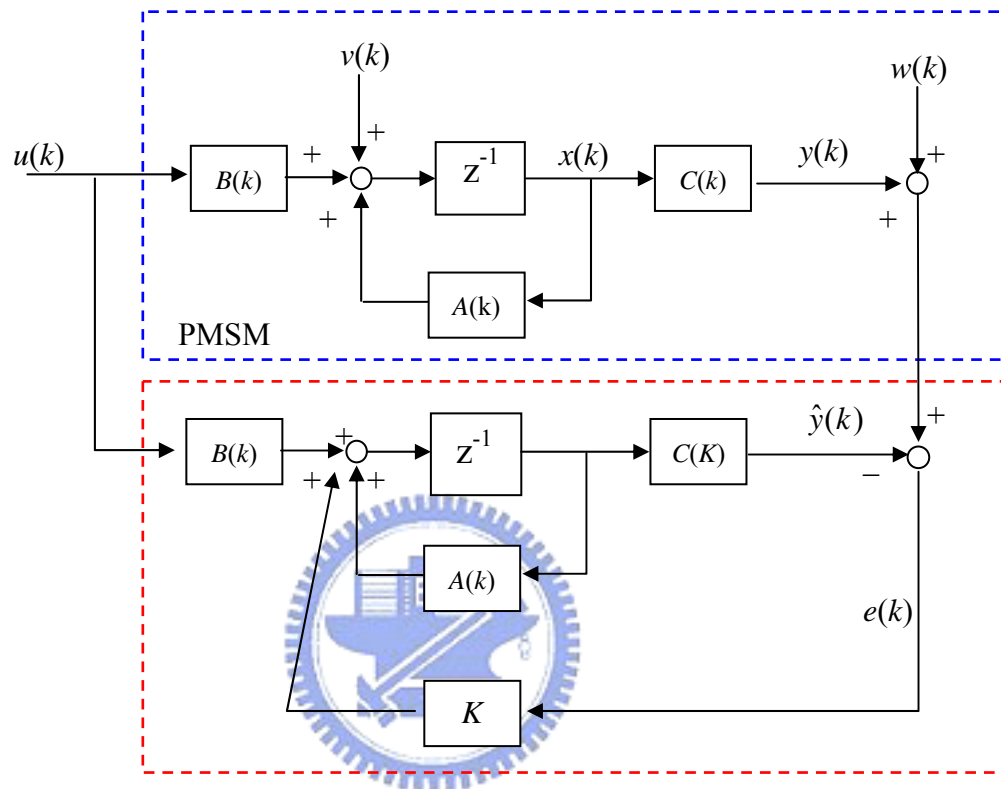 v(k)
w(k)
+
u(k)
B(k)
+
z⁻¹
x(k)
C(k)
y(k)
+
+
+
A(k)
PMSM
B(k)
+
z⁻¹
C(K)
ŷ(k)
+
−
+
+
A(k)
e(k)
K